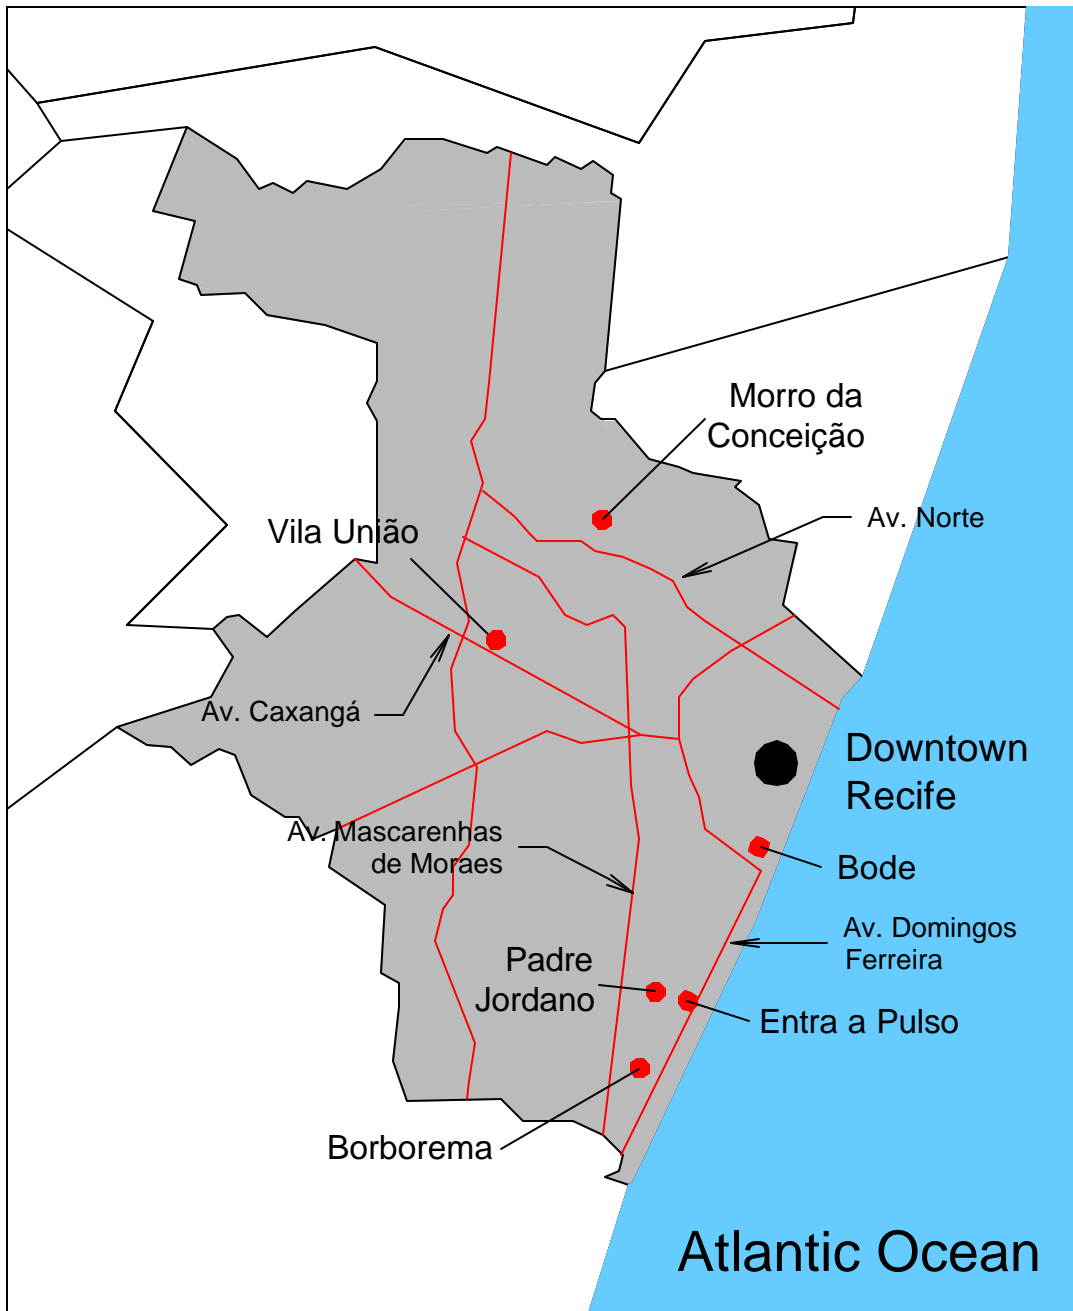 Morro da
Conceição
Av. Norte
Vila União
Av. Caxangá
Downtown
Recife
Av. Mascarenhas
de Moraes
Bode
Av. Domingos
Ferreira
Padre
Jordano
Entra a Pulso
Borborema
Atlantic Ocean